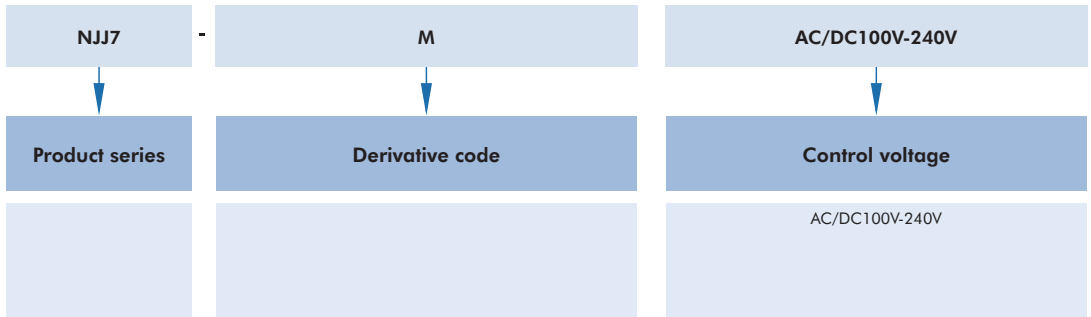 NJJ7 - M AC/DC100V-240V
Product series Derivative code Control voltage
AC/DC100V-240V